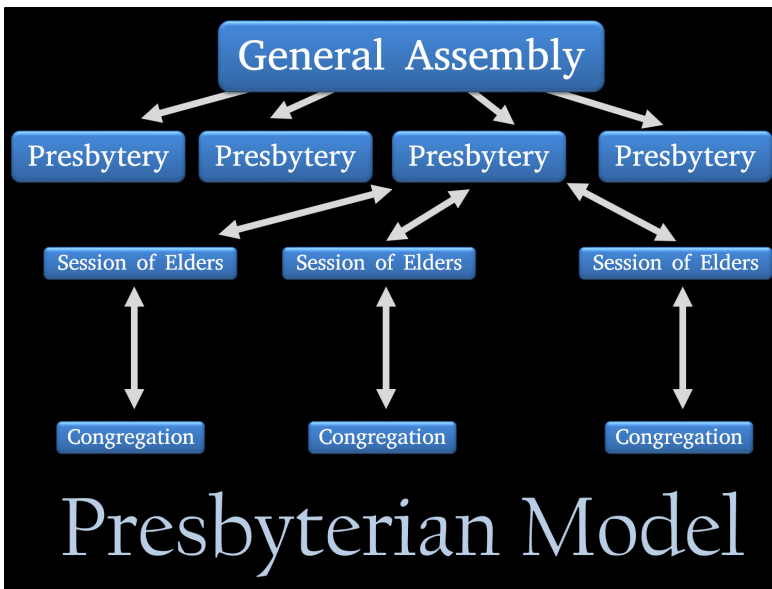 General Assembly
Presbytery
Presbytery
Presbytery
Presbytery
Session of Elders
Session of Elders
Session of Elders
Congregation
Congregation
Congregation
Presbyterian Model